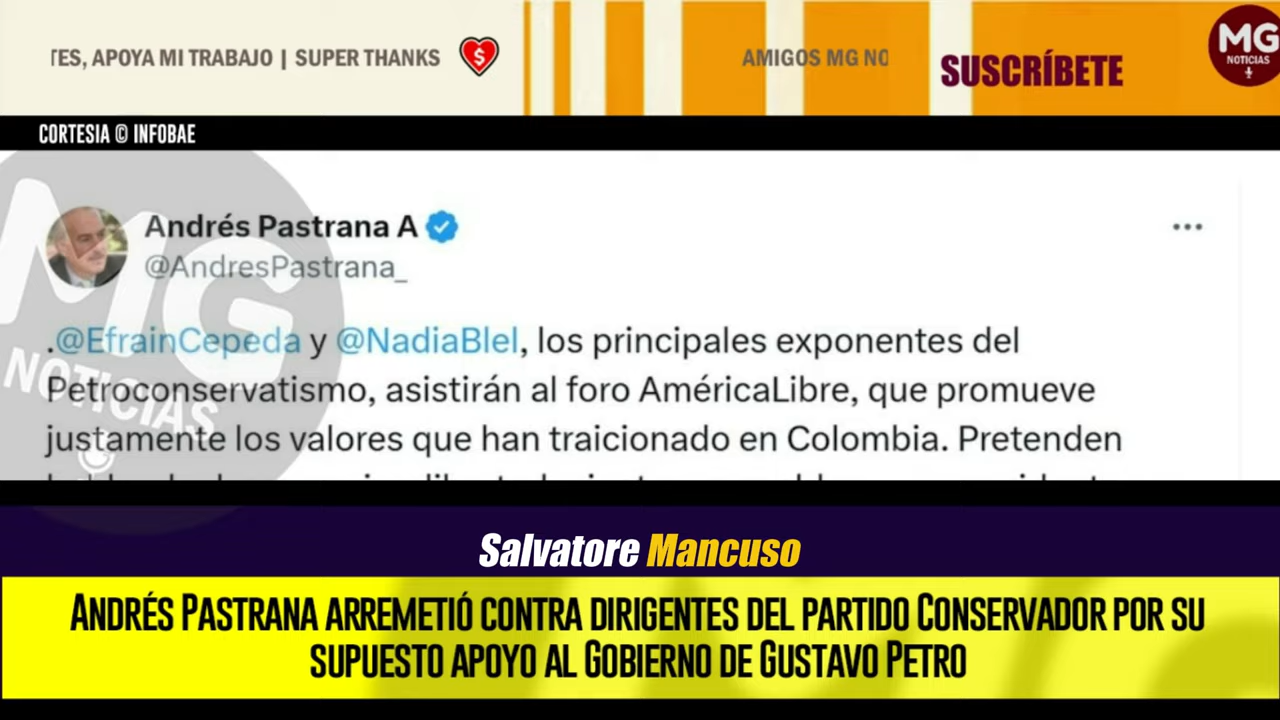 TES, APOYA MI TRABAJO | SUPER THANKS
AMIGOS MG NO
SUSCRÍBETE
MG
NOTICIAS
CORTESIA © INFOBAE
Andrés Pastrana A
@AndresPastrana_
.@EfrainCepeda y @NadiaBlel, los principales exponentes del
Petroconservatismo, asistirán al foro AméricaLibre, que promueve
justamente los valores que han traicionado en Colombia. Pretenden
MG
NOTICIAS
Salvatore Mancuso
ANDRÉS PASTRANA ARREMETIÓ CONTRA DIRIGENTES DEL PARTIDO CONSERVADOR POR SU
SUPUESTO APOYO AL GOBIERNO DE GUSTAVO PETRO